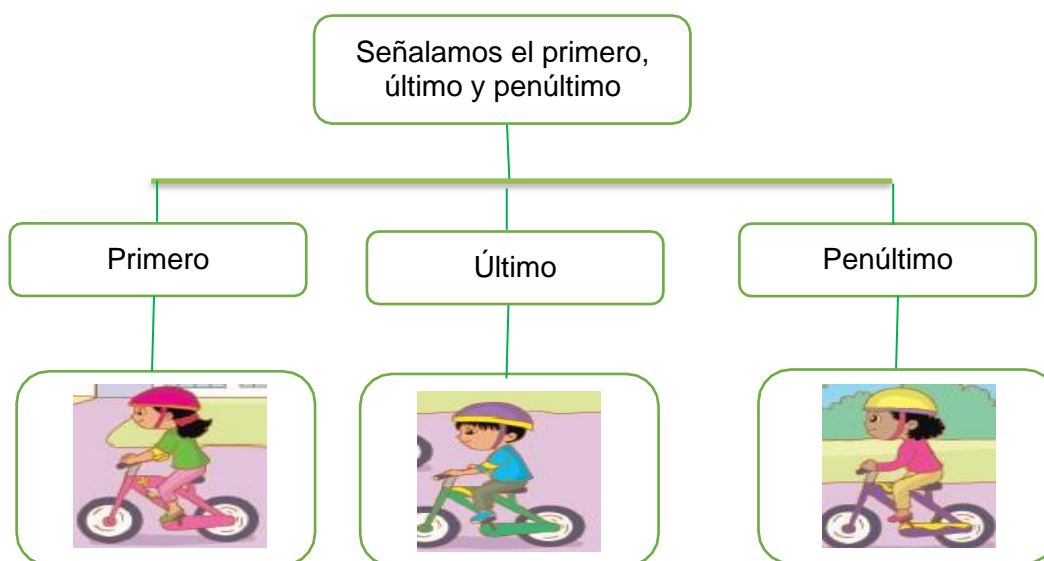 Señalamos el primero,
último y penúltimo
Primero
Último
Penúltimo